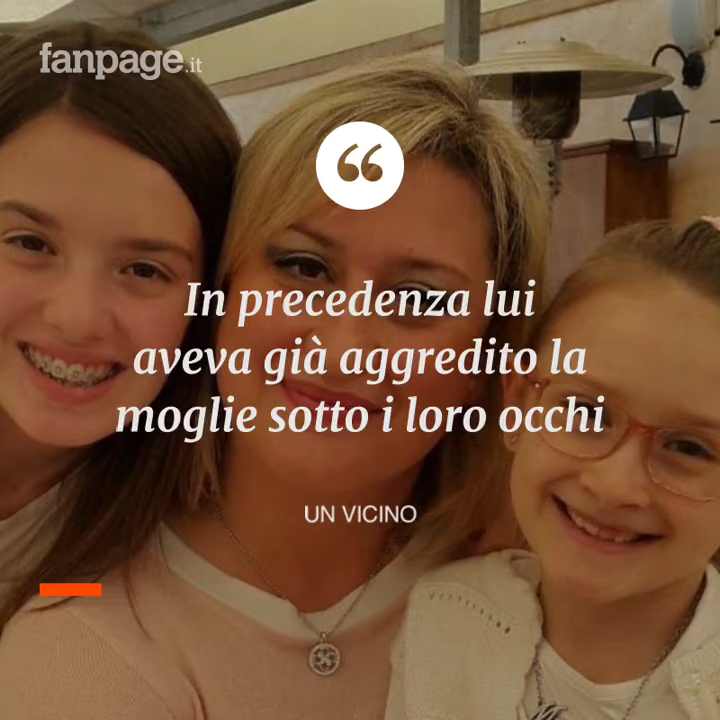 fanpage.it
“
In precedenza lui
aveva già aggredito la
moglie sotto i loro occhi
UN VICINO